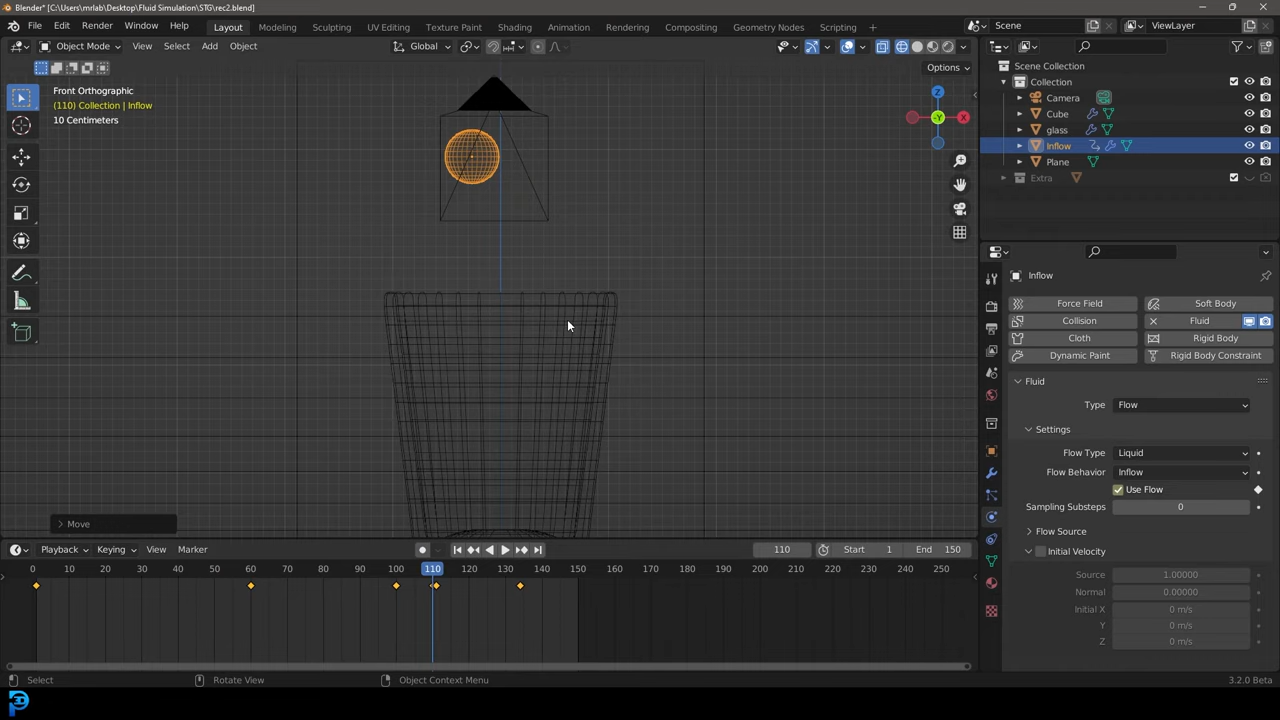 Blender* [C:\Users\mrlab\Desktop\Fluid Simulation\STG\rec2.blend]
File Edit Render Window Help Layout Modeling Sculpting UV Editing Texture Paint Shading Animation Rendering Compositing Geometry Nodes Scripting + Scene ViewLayer
Object Mode View Select Add Object Global
Options
Front Orthographic
(110) Collection | Inflow
10 Centimeters
Z
-Y
X
Move
Scene Collection
Collection
Camera
Cube
glass
Inflow
Plane
Extra
Inflow
Force Field Soft Body
Collision Fluid
Cloth Rigid Body
Dynamic Paint Rigid Body Constraint
Fluid
Type Flow
Settings
Flow Type Liquid
Flow Behavior Inflow
Use Flow
Sampling Substeps 0
Flow Source
Initial Velocity
Source 1.00000
Normal 0.00000
Initial X 0 m/s
Y 0 m/s
Z 0 m/s
Playback Keying View Marker 110 Start 1 End 150
0 10 20 30 40 50 60 70 80 90 100 110 120 130 140 150 160 170 180 190 200 210 220 230 240 250
Select Rotate View Object Context Menu 3.2.0 Beta